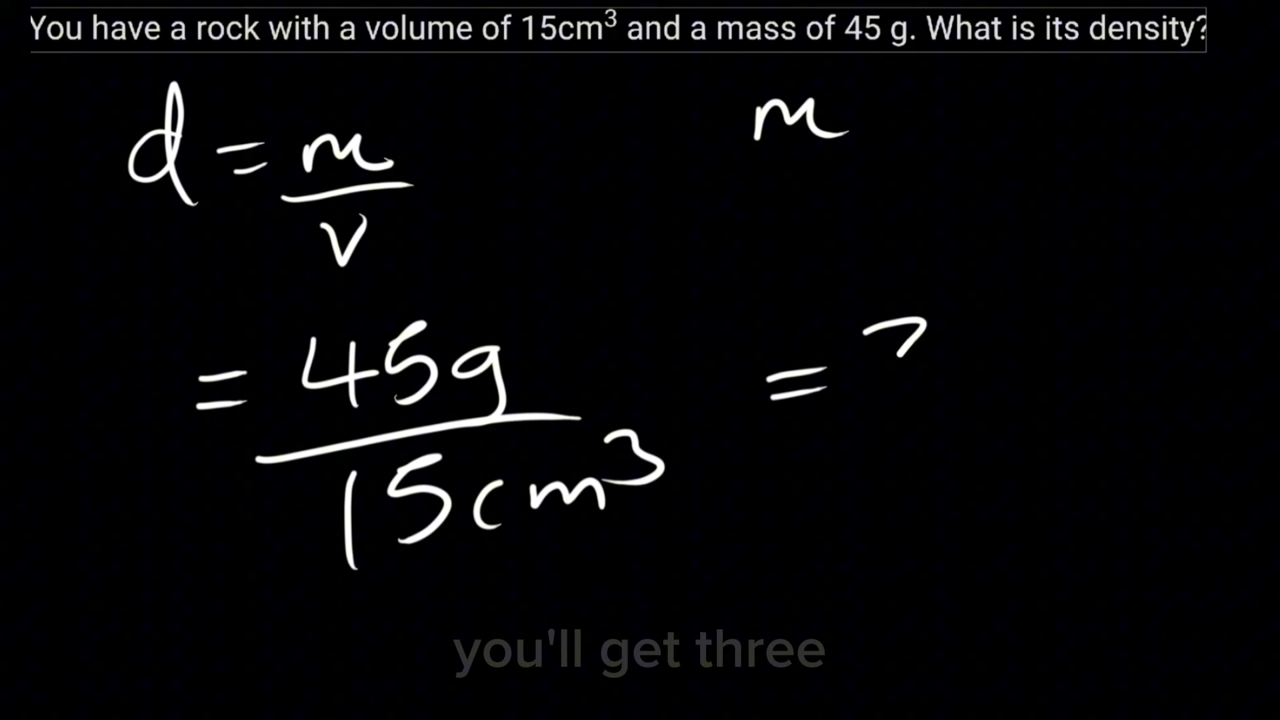 You have a rock with a volume of 15cm³ and a mass of 45 g. What is its density?
d = m
v
m
= 45g
15cm³
=
you'll get three